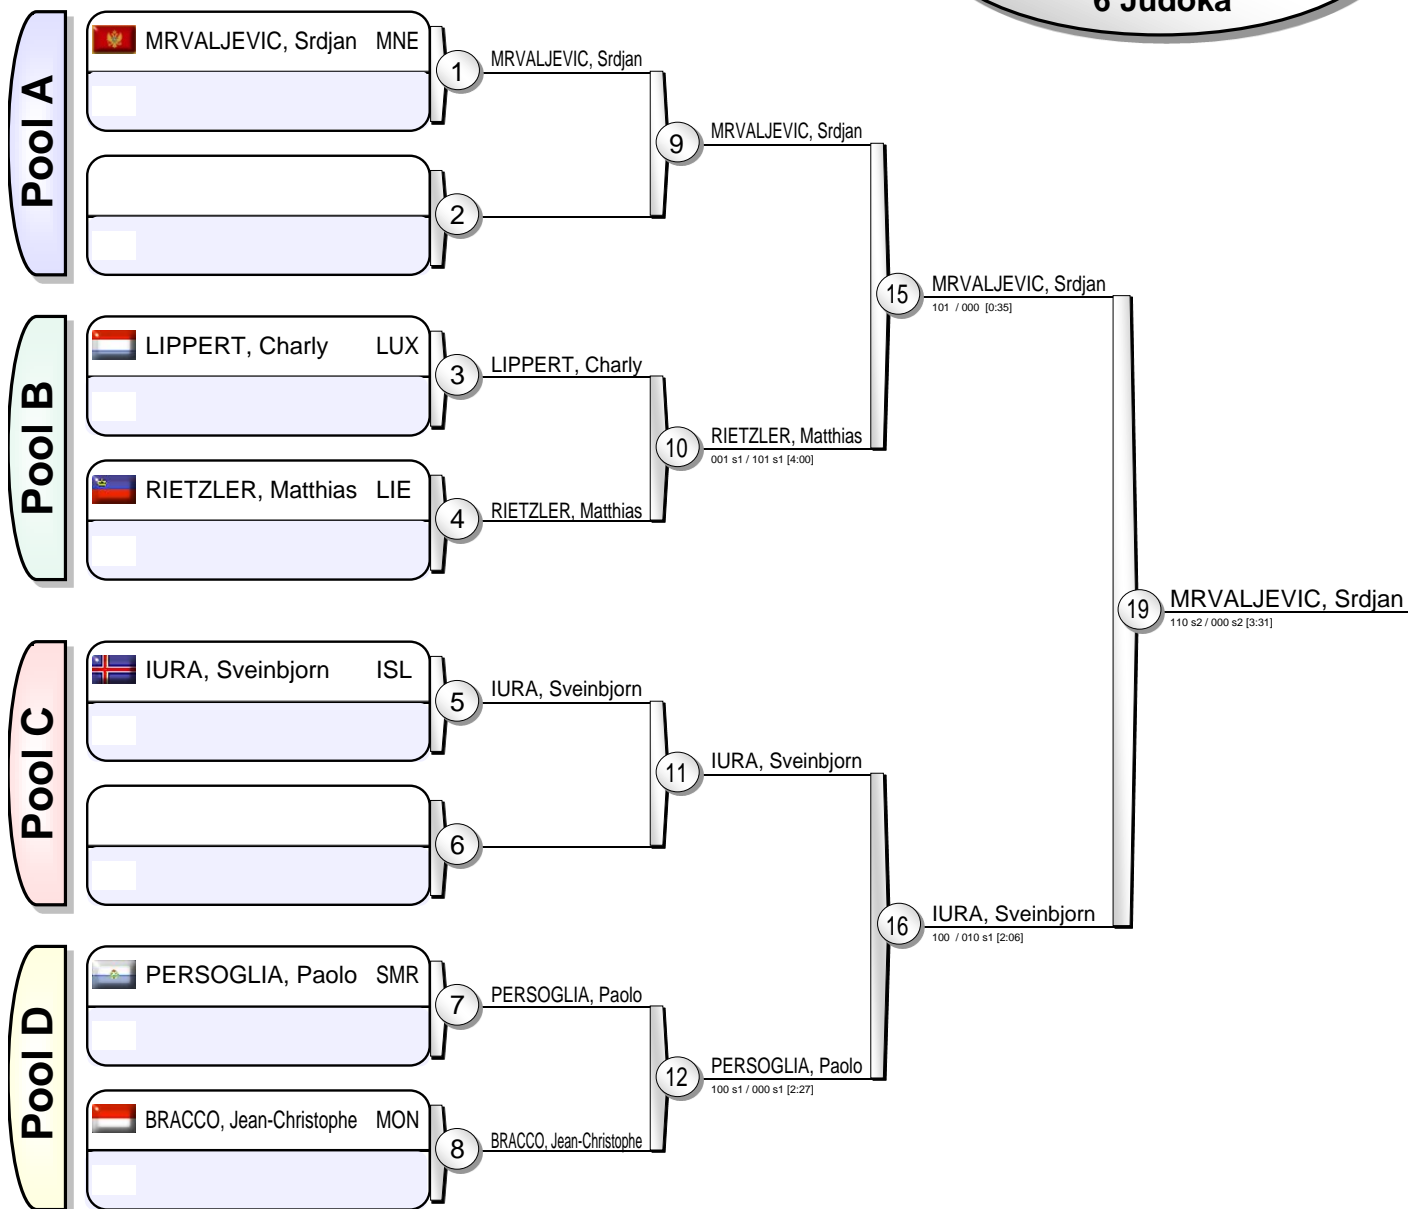 6 Judoka
Pool A
MRVALJEVIC, Srdjan MNE
1
MRVALJEVIC, Srdjan
2
9
MRVALJEVIC, Srdjan
Pool B
LIPPERT, Charly LUX
3
LIPPERT, Charly
RIETZLER, Matthias LIE
4
RIETZLER, Matthias
10
RIETZLER, Matthias
001 s1 / 101 s1 [4:00]
15
MRVALJEVIC, Srdjan
101 / 000 [0:35]
Pool C
IURA, Sveinbjorn ISL
5
IURA, Sveinbjorn
6
11
IURA, Sveinbjorn
Pool D
PERSOGLIA, Paolo SMR
7
PERSOGLIA, Paolo
BRACCO, Jean-Christophe MON
8
BRACCO, Jean-Christophe
12
PERSOGLIA, Paolo
100 s1 / 000 s1 [2:27]
16
IURA, Sveinbjorn
100 / 010 s1 [2:06]
19
MRVALJEVIC, Srdjan
110 s2 / 000 s2 [3:31]